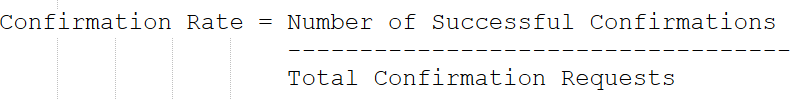 Confirmation Rate = Number of Successful Confirmations
-----------------------------------
Total Confirmation Requests